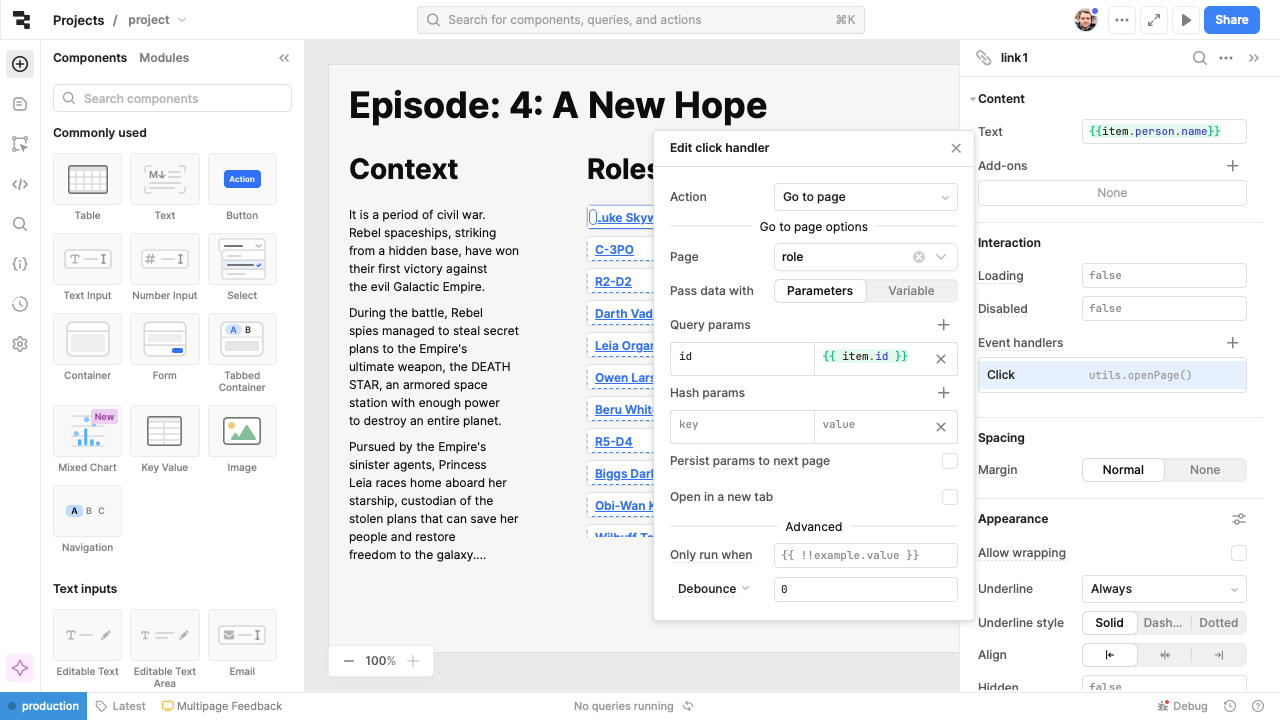 Projects / project
Search for components, queries, and actions ⌘K
Share
Components Modules
Search components
Commonly used
Table
M↓
Text
Action
Button
Text Input
#
Number Input
Select
Container
Form
A B
Tabbed
Container
New
Mixed Chart
Key Value
Image
A B C
Navigation
Text inputs
Editable Text
Editable Text
Area
Email
Episode: 4: A New Hope
Context
It is a period of civil war.
Rebel spaceships, striking
from a hidden base, have won
their first victory against
the evil Galactic Empire.
During the battle, Rebel
spies managed to steal secret
plans to the Empire's
ultimate weapon, the DEATH
STAR, an armored space
station with enough power
to destroy an entire planet.
Pursued by the Empire's
sinister agents, Princess
Leia races home aboard her
starship, custodian of the
stolen plans that can save her
people and restore
freedom to the galaxy....
Roles
Luke Skyw
C-3PO
R2-D2
Darth Vad
Leia Organ
Owen Lars
Beru White
R5-D4
Biggs Dark
Obi-Wan K
Wilhuff Ta
100%
Edit click handler
Action Go to page
Go to page options
Page role
Pass data with Parameters Variable
Query params
id {{ item.id }}
Hash params
key value
Persist params to next page
Open in a new tab
Advanced
Only run when {{ !!example.value }}
Debounce 0
link1
Content
Text {{item.person.name}}
Add-ons
None
Interaction
Loading false
Disabled false
Event handlers
Click utils.openPage()
Spacing
Margin Normal None
Appearance
Allow wrapping
Underline Always
Underline style Solid Dash... Dotted
Align
Hidden false
production Latest Multipage Feedback
No queries running
Debug